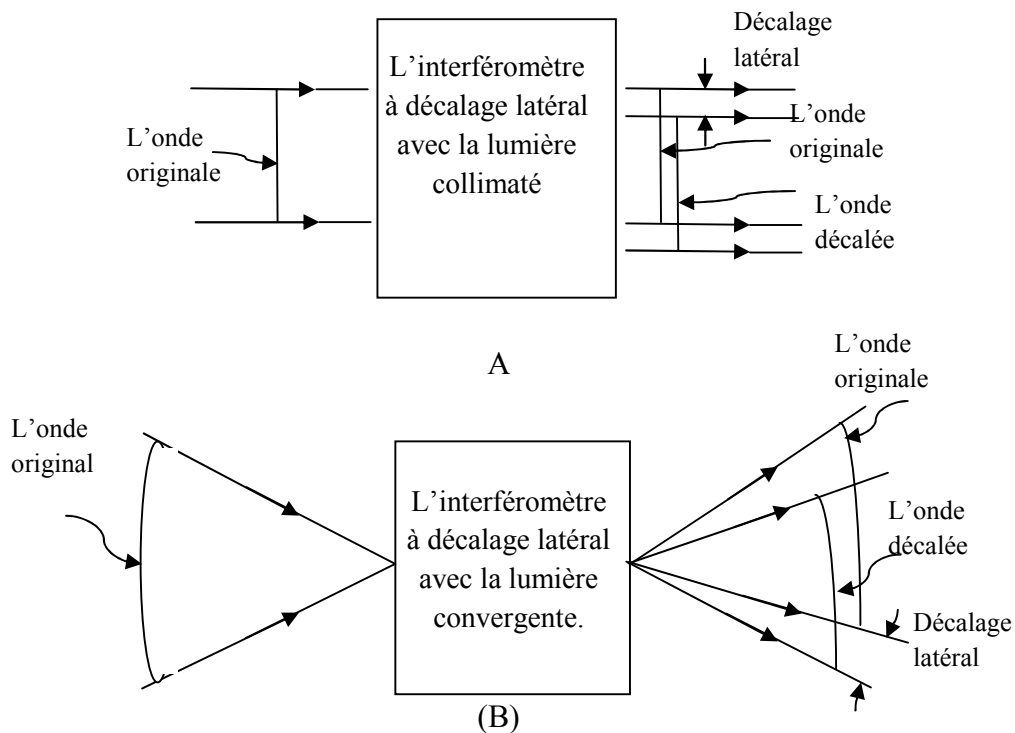 Décalage
latéral
L’interféromètre
à décalage latéral
avec la lumière
collimaté
L’onde
originale
L’onde
originale
L’onde
décalée
A
L’onde
originale
L’onde
original
L’interféromètre
à décalage latéral
avec la lumière
convergente.
L’onde
décalée
Décalage
latéral
(B)